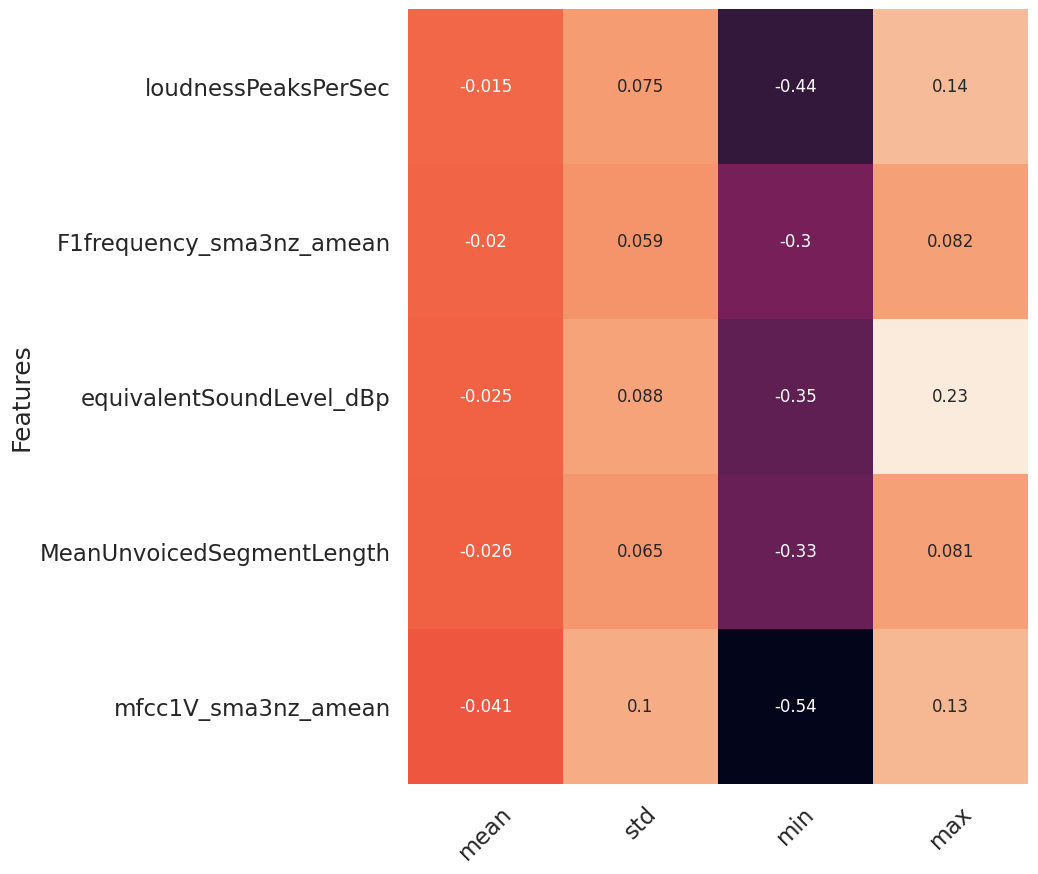 Features
loudnessPeaksPerSec -0.015 0.075 -0.44 0.14
F1frequency_sma3nz_amean -0.02 0.059 -0.3 0.082
equivalentSoundLevel_dBp -0.025 0.088 -0.35 0.23
MeanUnvoicedSegmentLength -0.026 0.065 -0.33 0.081
mfcc1V_sma3nz_amean -0.041 0.1 -0.54 0.13
mean std min max